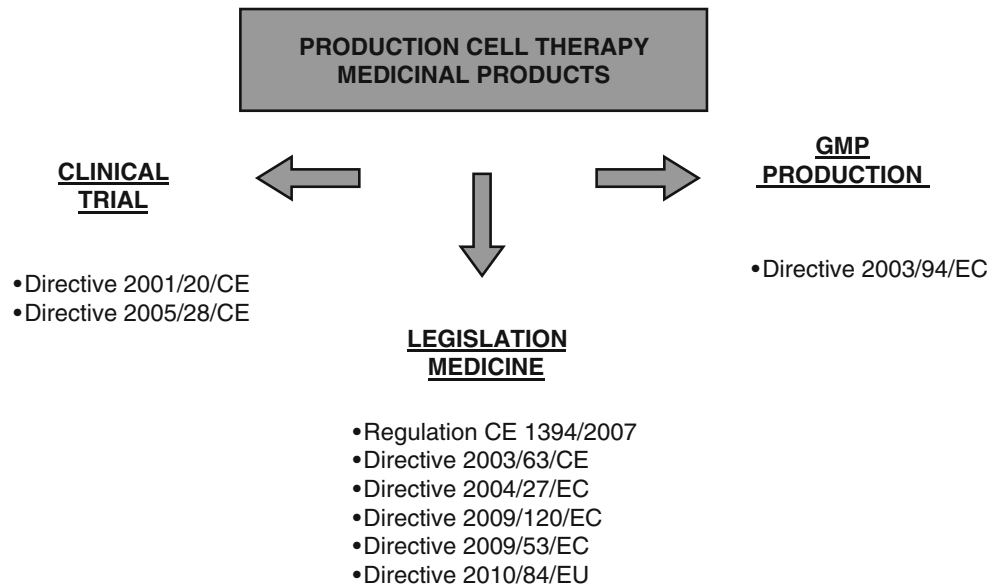 PRODUCTION CELL THERAPY
MEDICINAL PRODUCTS
CLINICAL
TRIAL
•Directive 2001/20/CE
•Directive 2005/28/CE
LEGISLATION
MEDICINE
•Regulation CE 1394/2007
•Directive 2003/63/CE
•Directive 2004/27/EC
•Directive 2009/120/EC
•Directive 2009/53/EC
•Directive 2010/84/EU
GMP
PRODUCTION
•Directive 2003/94/EC